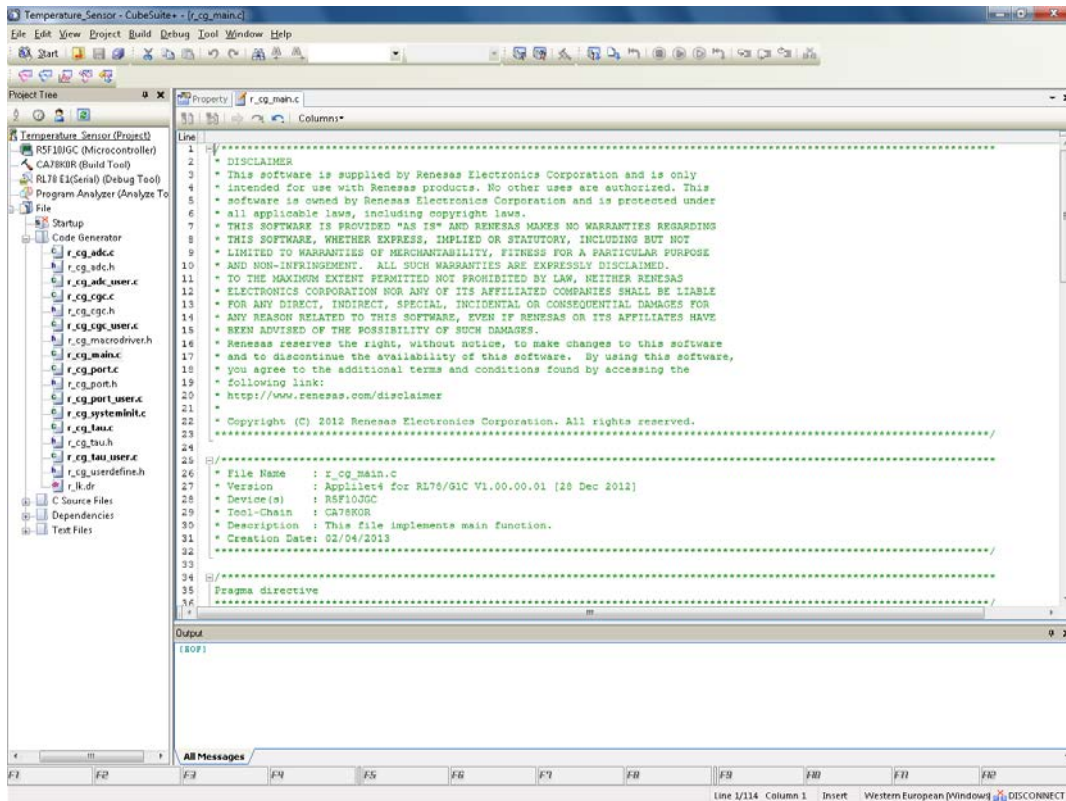 Temperature_Sensor - CubeSuite+ - [r_cg_main.c]
File Edit View Project Build Debug Tool Window Help
Start
Project Tree
Property r_cg_main.c
Columns
Temperature_Sensor (Project)
R5F10JGC (Microcontroller)
CA78K0R (Build Tool)
RL78 E1(Serial) (Debug Tool)
Program Analyzer (Analyze To
File
Startup
Code Generator
r_cg_adc.c
r_cg_adc.h
r_cg_adc_user.c
r_cg_cgc.c
r_cg_cgc.h
r_cg_cgc_user.c
r_cg_macrodriver.h
r_cg_main.c
r_cg_port.c
r_cg_port.h
r_cg_port_user.c
r_cg_systeminit.c
r_cg_tau.c
r_cg_tau.h
r_cg_tau_user.c
r_cg_userdefine.h
r_lk.dr
C Source Files
Dependencies
Text Files
Line
1 /****************************************************************
2 * DISCLAIMER
3 * This software is supplied by Renesas Electronics Corporation and is only
4 * intended for use with Renesas products. No other uses are authorized. This
5 * software is owned by Renesas Electronics Corporation and is protected under
6 * all applicable laws, including copyright laws.
7 * THIS SOFTWARE IS PROVIDED "AS IS" AND RENESAS MAKES NO WARRANTIES REGARDING
8 * THIS SOFTWARE, WHETHER EXPRESS, IMPLIED OR STATUTORY, INCLUDING BUT NOT
9 * LIMITED TO WARRANTIES OF MERCHANTABILITY, FITNESS FOR A PARTICULAR PURPOSE
10 * AND NON-INFRINGEMENT. ALL SUCH WARRANTIES ARE EXPRESSLY DISCLAIMED.
11 * TO THE MAXIMUM EXTENT PERMITTED NOT PROHIBITED BY LAW, NEITHER RENESAS
12 * ELECTRONICS CORPORATION NOR ANY OF ITS AFFILIATED COMPANIES SHALL BE LIABLE
13 * FOR ANY DIRECT, INDIRECT, SPECIAL, INCIDENTAL OR CONSEQUENTIAL DAMAGES FOR
14 * ANY REASON RELATED TO THIS SOFTWARE, EVEN IF RENESAS OR ITS AFFILIATES HAVE
15 * BEEN ADVISED OF THE POSSIBILITY OF SUCH DAMAGES.
16 * Renesas reserves the right, without notice, to make changes to this software
17 * and to discontinue the availability of this software. By using this software,
18 * you agree to the additional terms and conditions found by accessing the
19 * following link:
20 * http://www.renesas.com/disclaimer
21 *
22 * Copyright (C) 2012 Renesas Electronics Corporation. All rights reserved.
23 ****************************************************************/
24
25 /****************************************************************
26 * File Name : r_cg_main.c
27 * Version : Applilet4 for RL78/G1C V1.00.00.01 [28 Dec 2012]
28 * Device(s) : R5F10JGC
29 * Tool-Chain : CA78K0R
30 * Description : This file implements main function.
31 * Creation Date: 02/04/2013
32 ****************************************************************/
33
34 /****************************************************************
35 Pragma directive
36 ****************************************************************/
Output
[EOF]
All Messages
F1 F2 F3 F4 F5 F6 F7 F8 F9 F10 F11 F12
Line 1/114 Column 1 Insert Western European (Windows) DISCONNECT